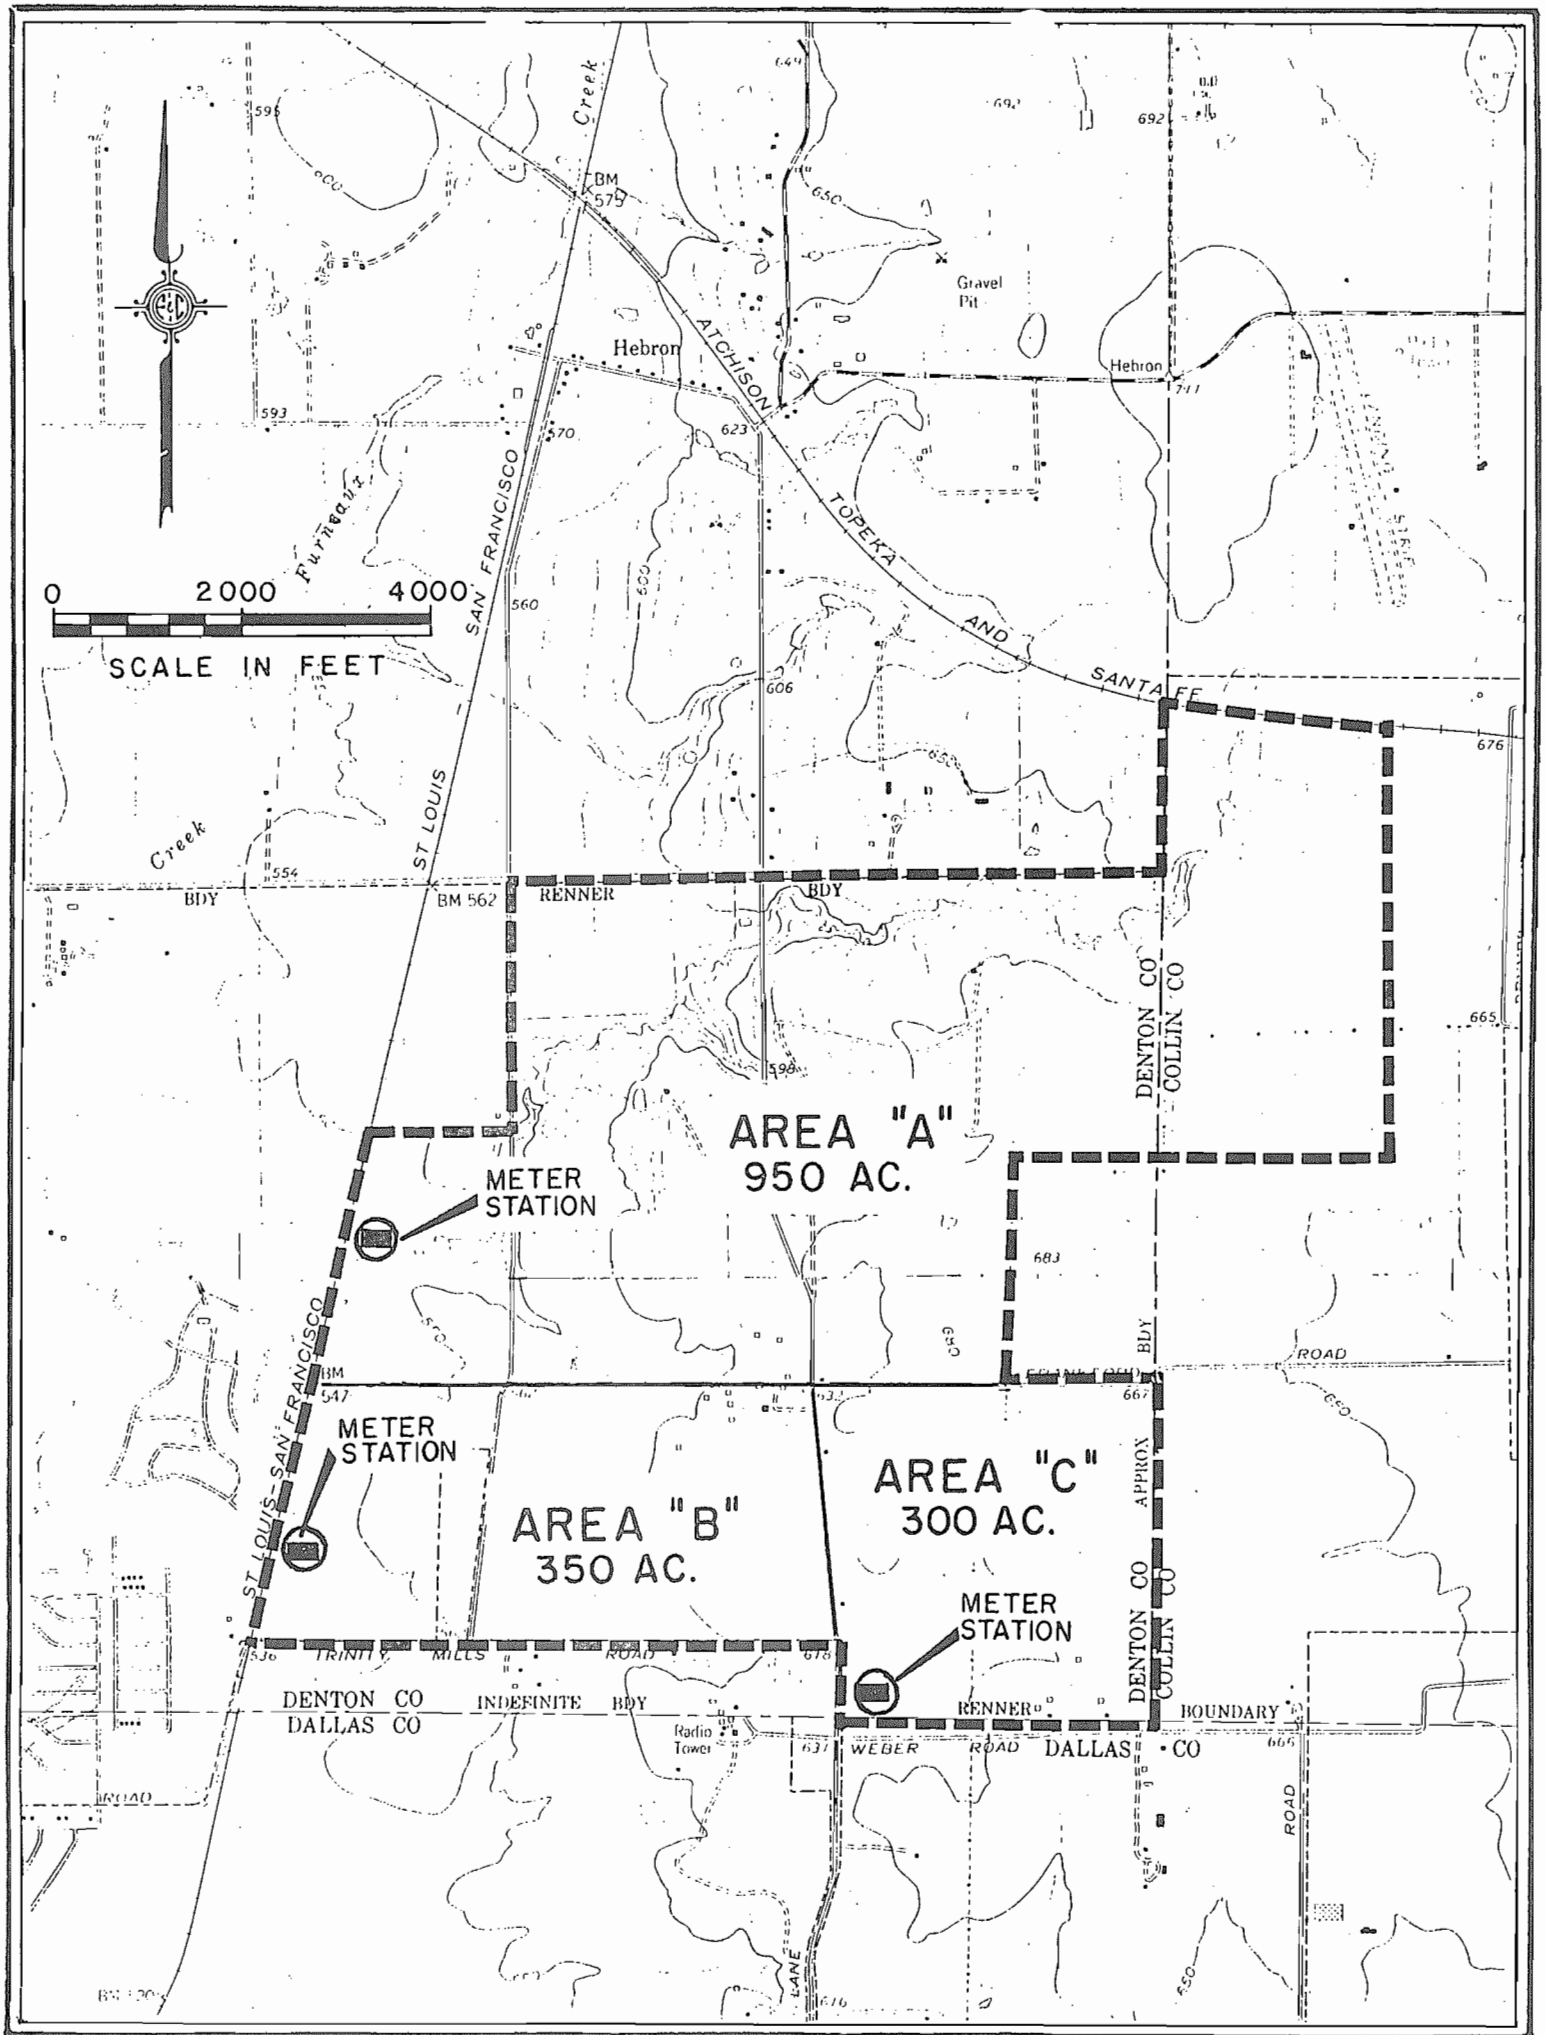 Creek
649
692
692
595
600
BM
575
650
Gravel
Pit
ATCHISON
Hebron
Hebron
741
593
570
623
SAN FRANCISCO
TOPEKA
LANDING STRIP
Furneaux
0 2000 4000
SCALE IN FEET
560
600
AND
606
SANTA FE
676
650
ST LOUIS
Creek
554
BDY
BM 562
RENNER
BDY
DENTON CO
COLLIN CO
665
598
AREA "A"
950 AC.
METER
STATION
683
BDY
ST LOUIS-SAN FRANCISCO
650
ROAD
BM
547
632
667
650
METER
STATION
AREA "C"
300 AC.
APPROX
AREA "B"
350 AC.
DENTON CO
COLLIN CO
METER
STATION
536
TRINITY MILLS ROAD
618
DENTON CO
DALLAS CO
INDEFINITE BDY
RENNER
BOUNDARY
Radio
Tower
637
WEBER ROAD
DALLAS CO
666
ROAD
ROAD
LANE
650
616